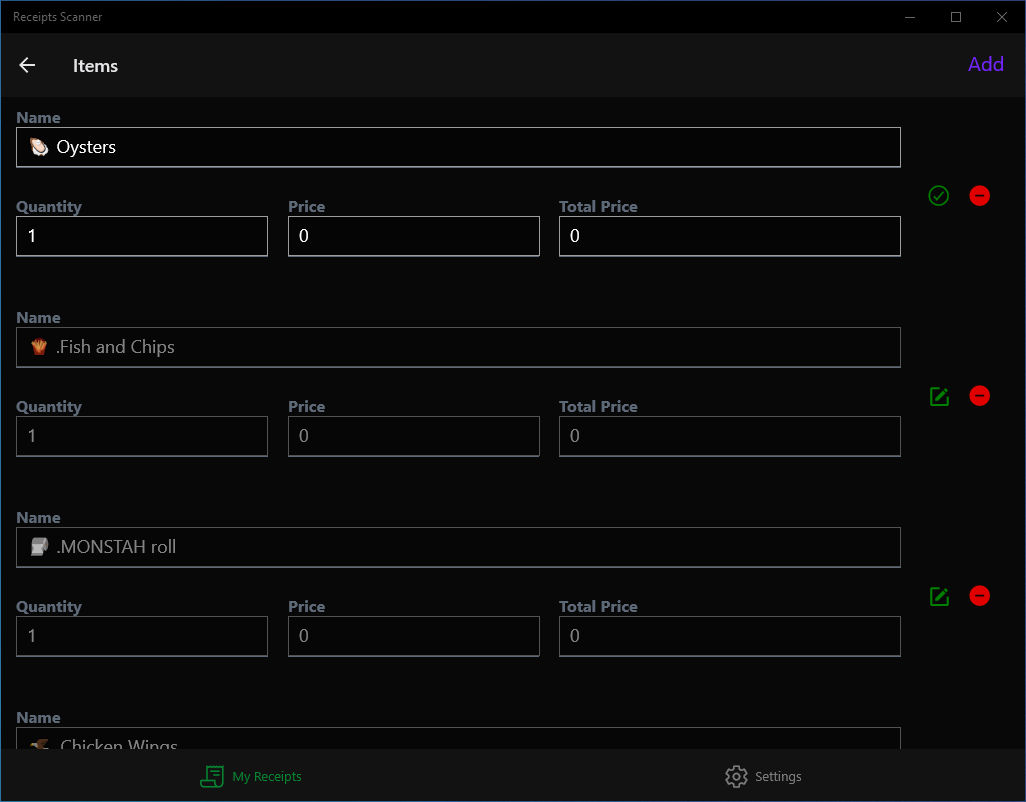 Receipts Scanner
Items
Add
Name
🦪 Oysters
Quantity Price Total Price
1 0 0
Name
🍟 .Fish and Chips
Quantity Price Total Price
1 0 0
Name
🧻 .MONSTAH roll
Quantity Price Total Price
1 0 0
Name
Chicken Wings
My Receipts
Settings